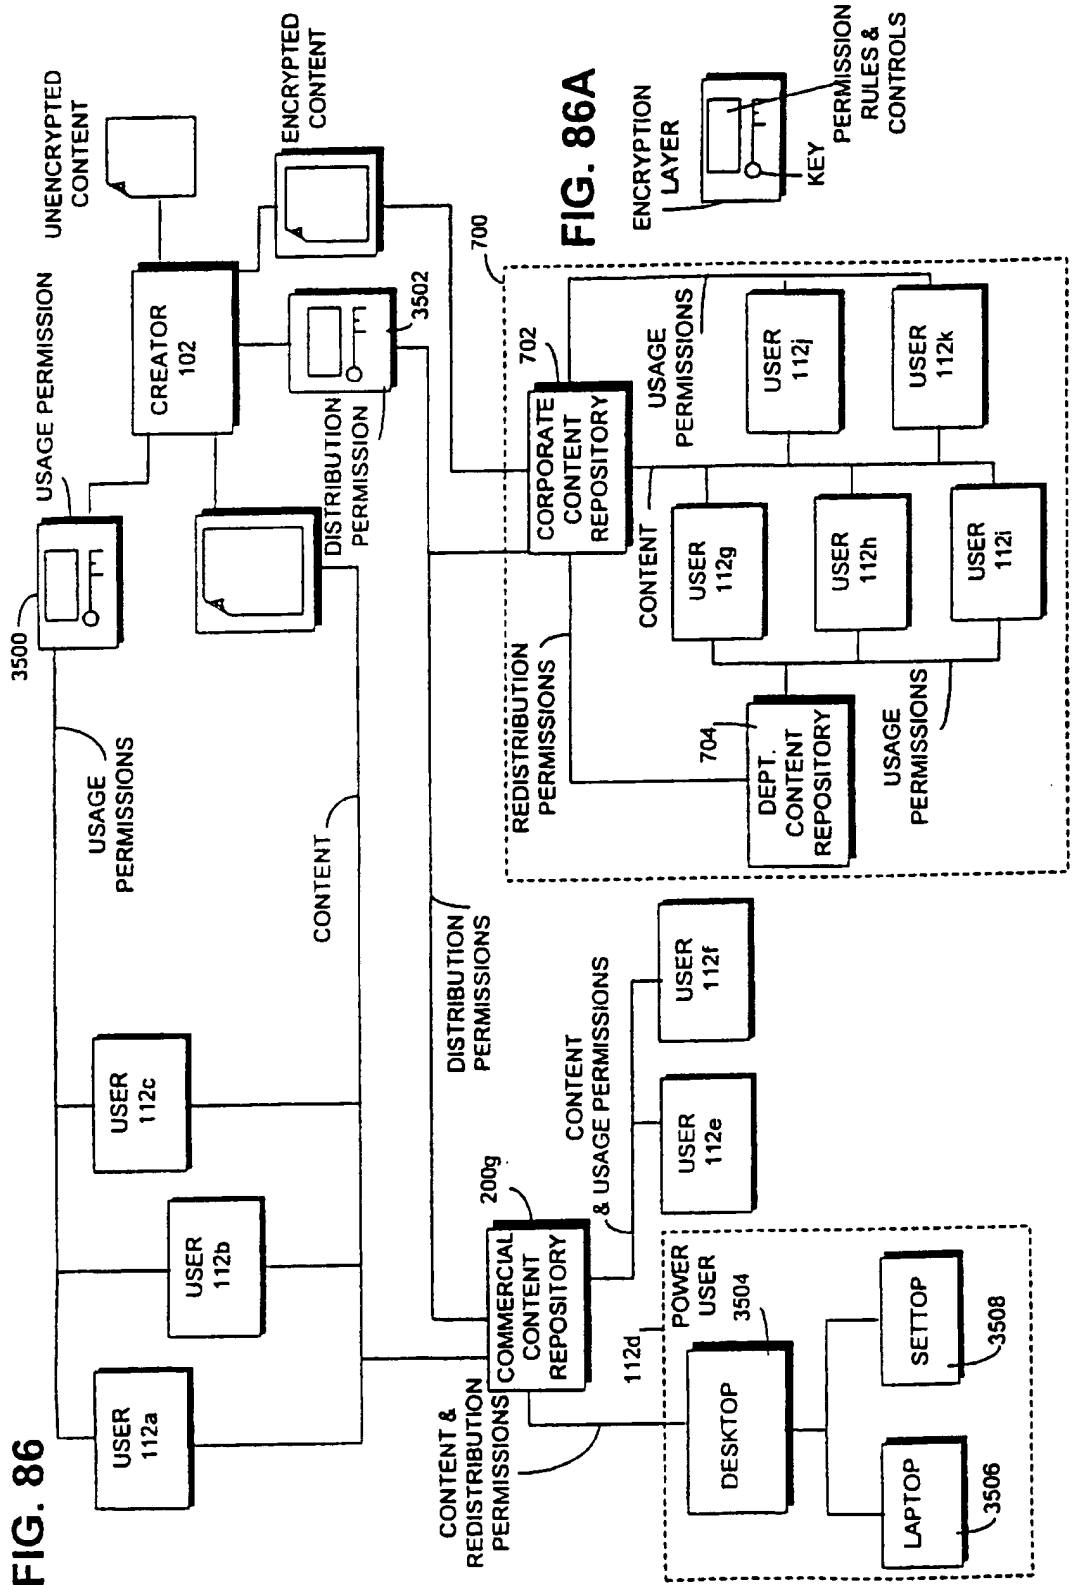 FIG. 86
USER
112a
USER
112b
USER
112c
USAGE
PERMISSIONS
3500
USAGE PERMISSION
CREATOR
102
UNENCRYPTED
CONTENT
ENCRYPTED
CONTENT
CONTENT
DISTRIBUTION
PERMISSION
3502
DISTRIBUTION
PERMISSIONS
CONTENT &
REDISTRIBUTION
PERMISSIONS
COMMERCIAL
CONTENT
REPOSITORY
200g
CONTENT
& USAGE PERMISSIONS
USER
112e
USER
112f
112d
POWER
USER
3504
DESKTOP
LAPTOP
3506
SETTOP
3508
700
702
CORPORATE
CONTENT
REPOSITORY
REDISTRIBUTION
PERMISSIONS
CONTENT
USAGE
PERMISSIONS
704
DEPT.
CONTENT
REPOSITORY
USAGE
PERMISSIONS
USER
112g
USER
112h
USER
112i
USER
112j
USER
112k
FIG. 86A
ENCRYPTION
LAYER
KEY
PERMISSION
RULES &
CONTROLS